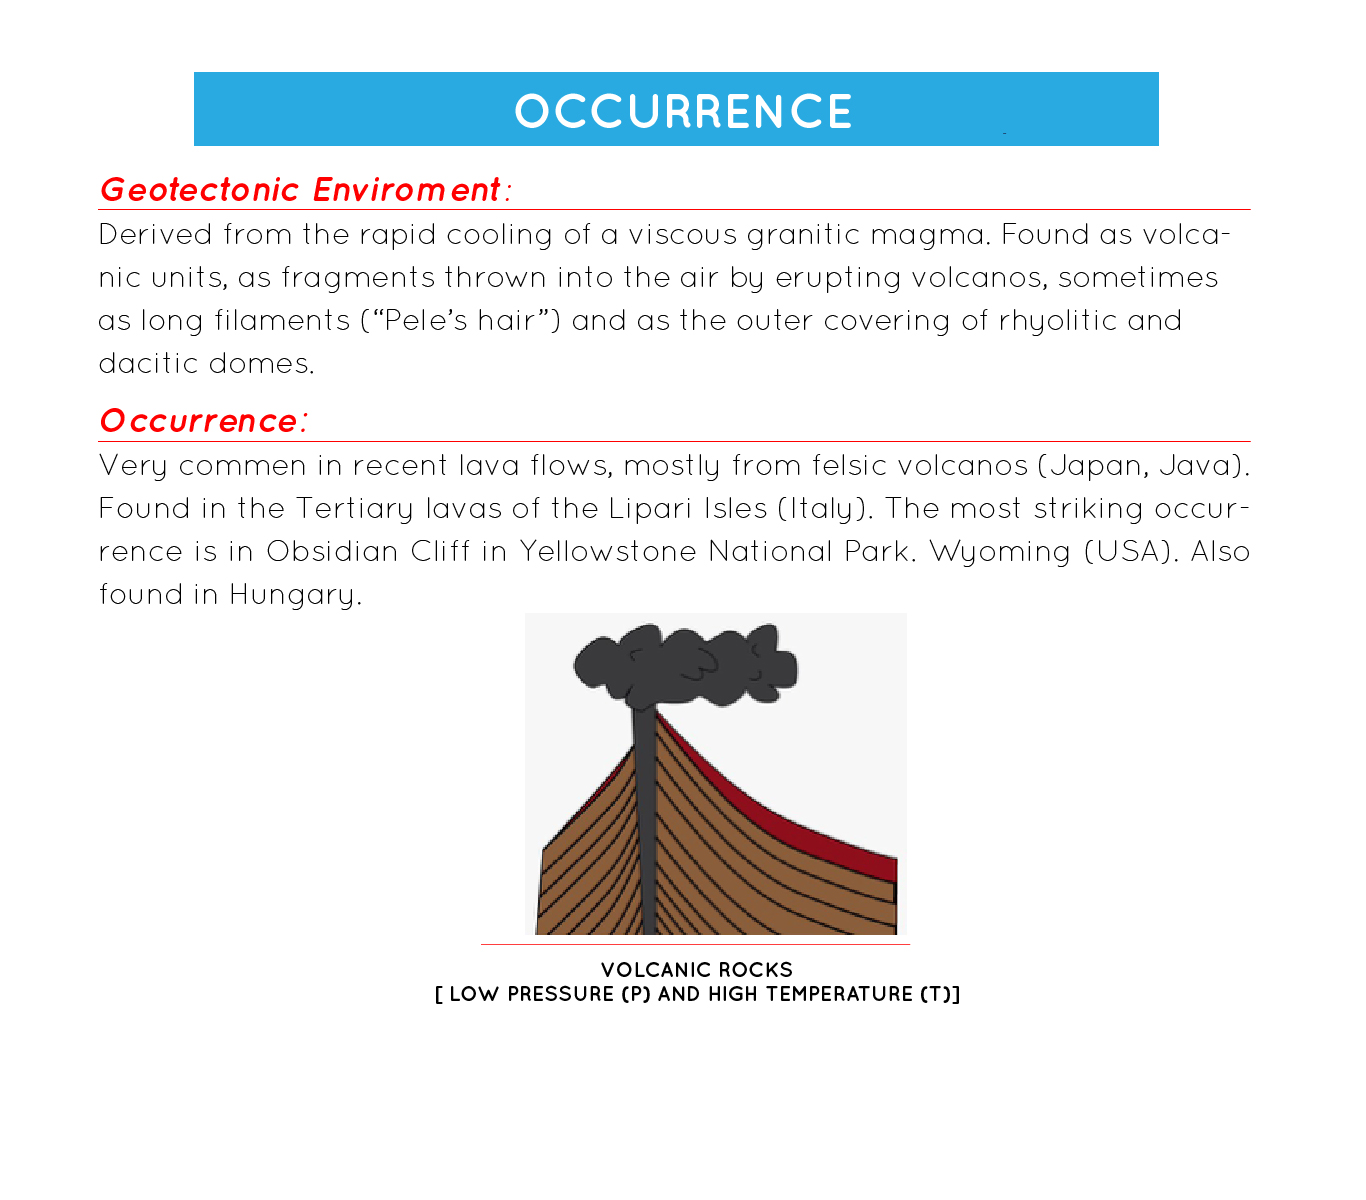 OCCURRENCE
Geotectonic Enviroment:
Derived from the rapid cooling of a viscous granitic magma. Found as volca-
nic units, as fragments thrown into the air by erupting volcanos, sometimes
as long filaments (“Pele’s hair”) and as the outer covering of rhyolitic and
dacitic domes.
Occurrence:
Very commen in recent lava flows, mostly from felsic volcanos (Japan, Java).
Found in the Tertiary lavas of the Lipari Isles (Italy). The most striking occur-
rence is in Obsidian Cliff in Yellowstone National Park. Wyoming (USA). Also
found in Hungary.
VOLCANIC ROCKS
[ LOW PRESSURE (P) AND HIGH TEMPERATURE (T)]